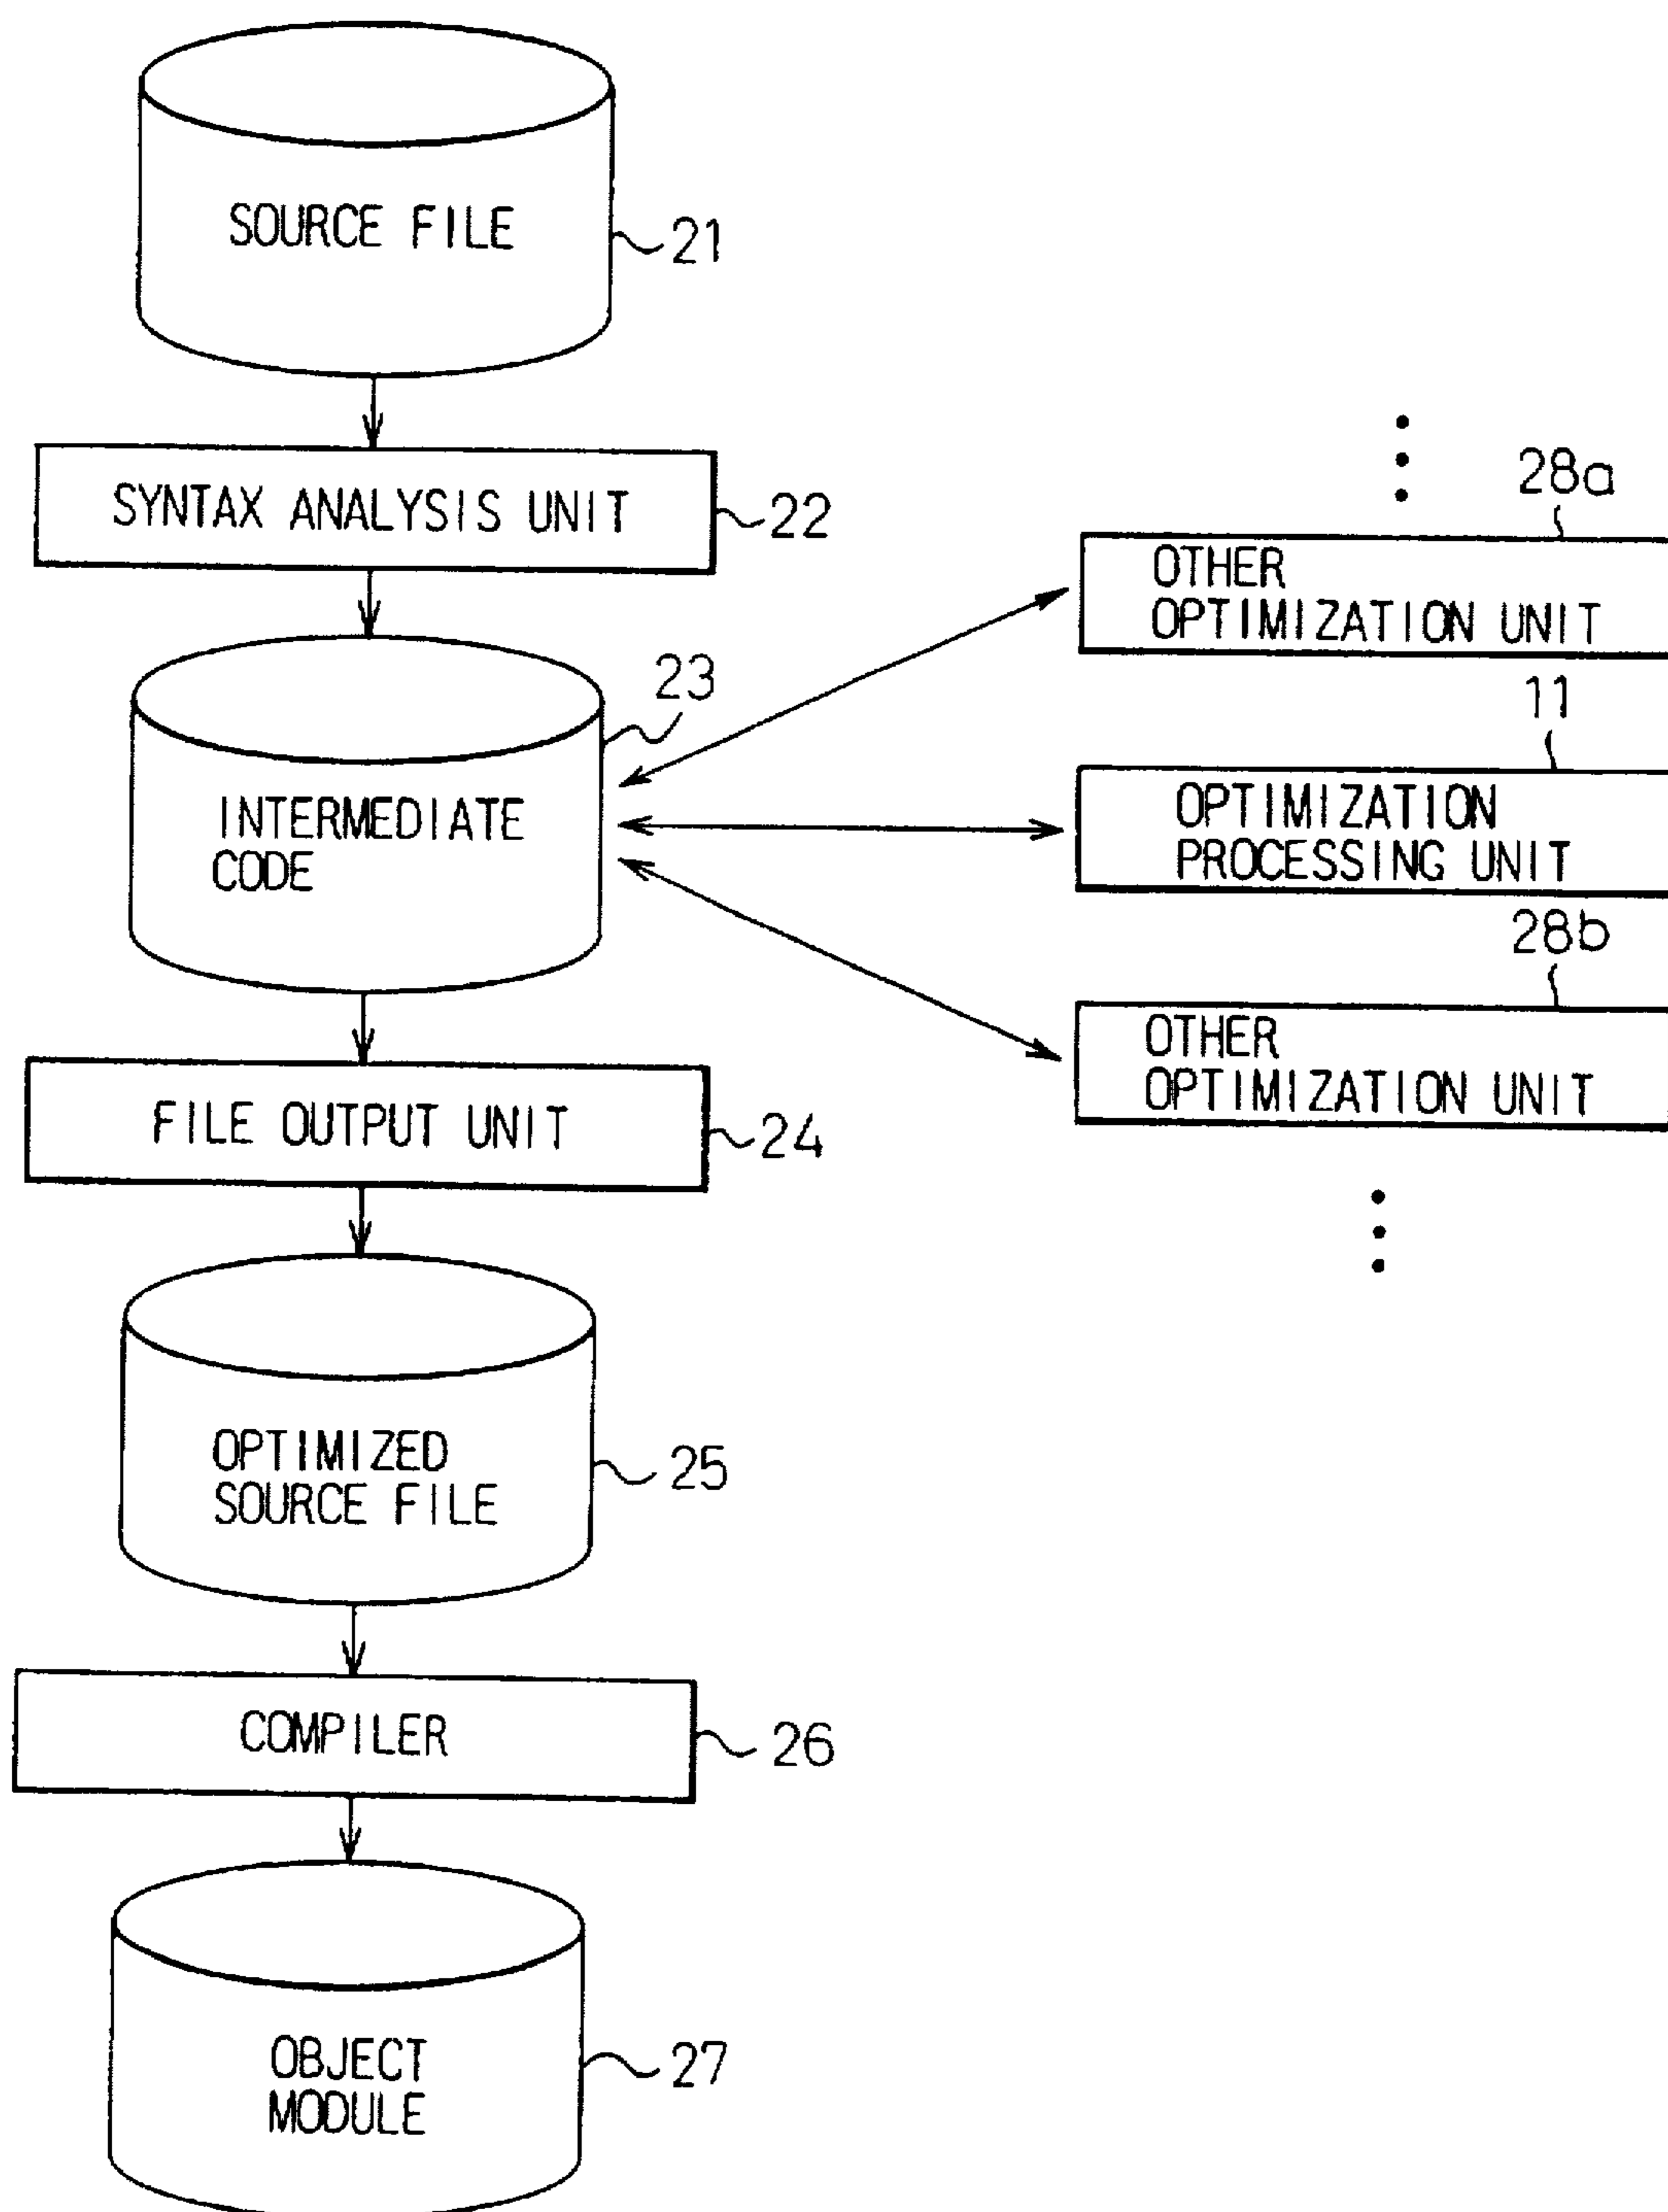 SOURCE FILE
21
SYNTAX ANALYSIS UNIT
22
28a
OTHER
OPTIMIZATION UNIT
23
INTERMEDIATE
CODE
11
OPTIMIZATION
PROCESSING UNIT
28b
OTHER
OPTIMIZATION UNIT
FILE OUTPUT UNIT
24
OPTIMIZED
SOURCE FILE
25
COMPILER
26
OBJECT
MODULE
27